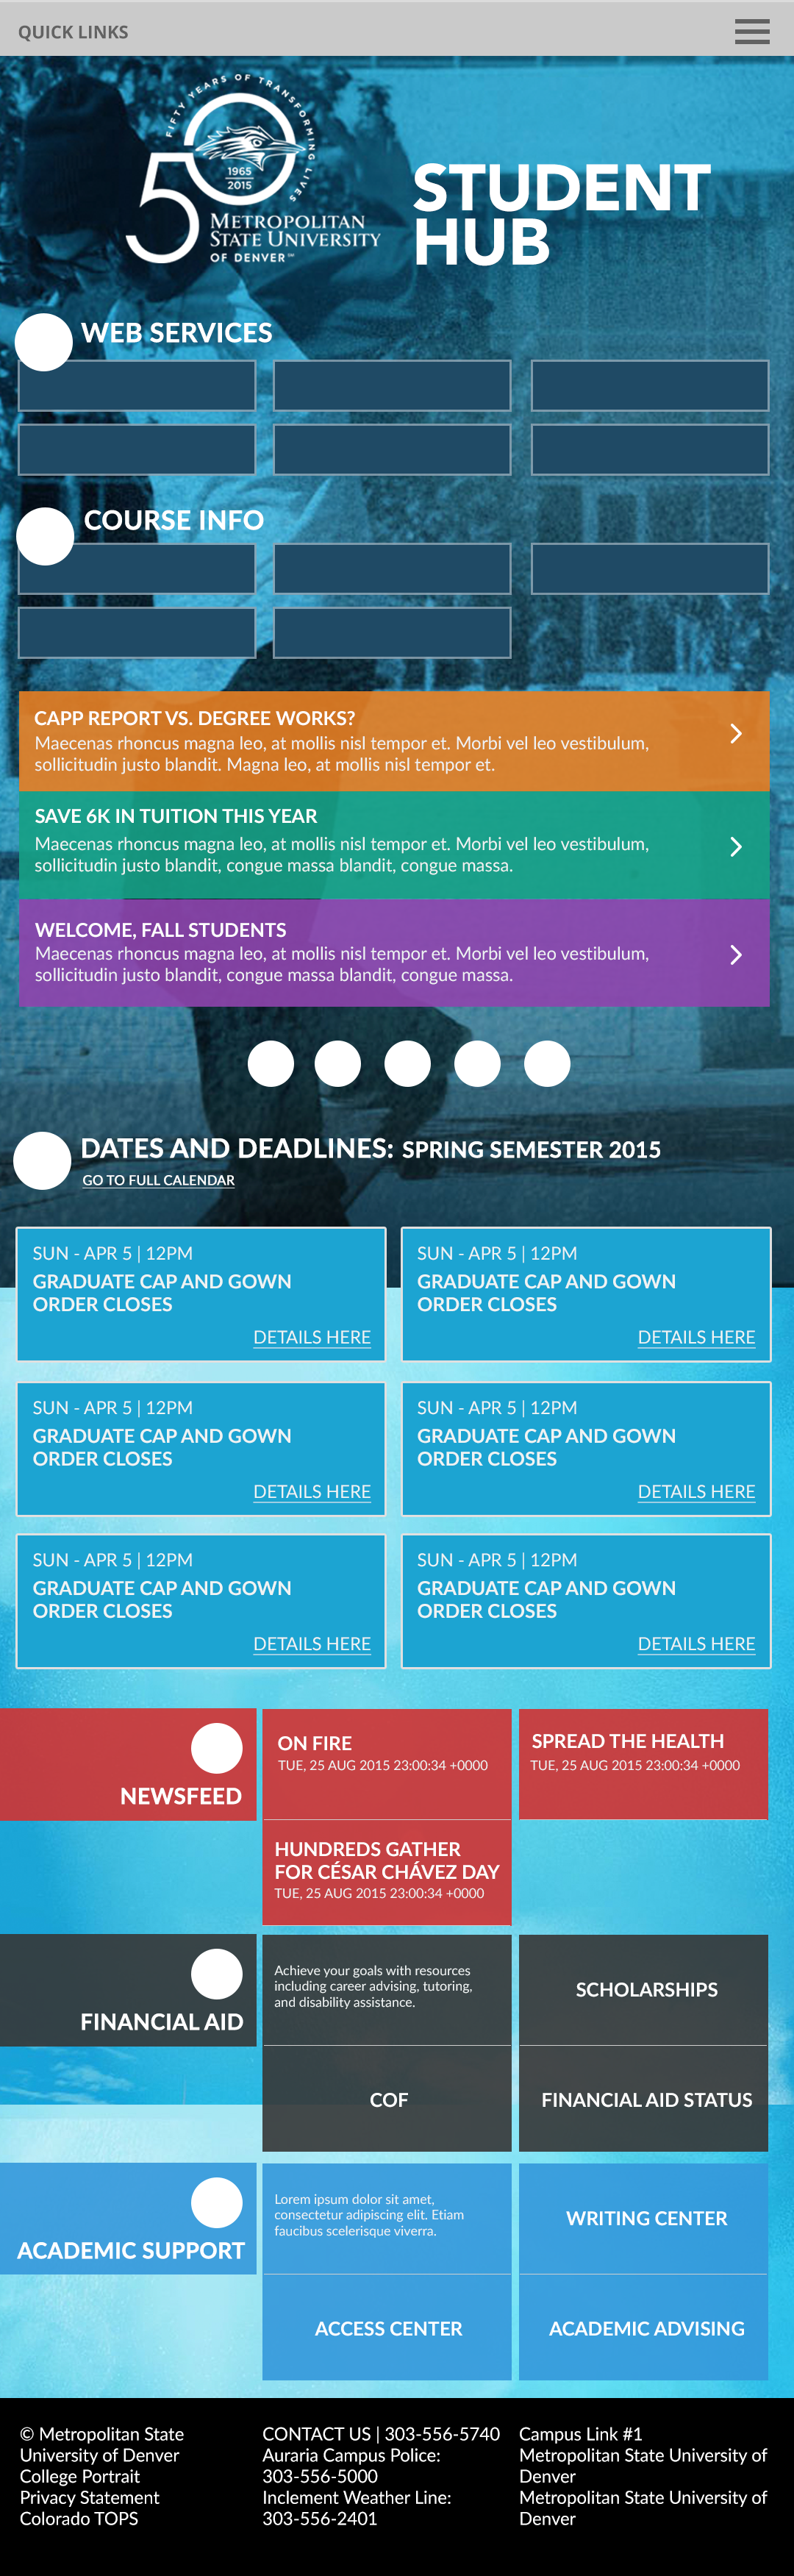 QUICK LINKS
FIFTY YEARS OF TRANSFORMING LIVES
50
1965
2015
METROPOLITAN
STATE UNIVERSITY
OF DENVER℠
STUDENT
HUB
WEB SERVICES
COURSE INFO
CAPP REPORT VS. DEGREE WORKS?
Maecenas rhoncus magna leo, at mollis nisl tempor et. Morbi vel leo vestibulum,
sollicitudin justo blandit. Magna leo, at mollis nisl tempor et.
SAVE 6K IN TUITION THIS YEAR
Maecenas rhoncus magna leo, at mollis nisl tempor et. Morbi vel leo vestibulum,
sollicitudin justo blandit, congue massa blandit, congue massa.
WELCOME, FALL STUDENTS
Maecenas rhoncus magna leo, at mollis nisl tempor et. Morbi vel leo vestibulum,
sollicitudin justo blandit, congue massa blandit, congue massa.
DATES AND DEADLINES: SPRING SEMESTER 2015
GO TO FULL CALENDAR
SUN - APR 5 | 12PM
GRADUATE CAP AND GOWN
ORDER CLOSES
DETAILS HERE
SUN - APR 5 | 12PM
GRADUATE CAP AND GOWN
ORDER CLOSES
DETAILS HERE
SUN - APR 5 | 12PM
GRADUATE CAP AND GOWN
ORDER CLOSES
DETAILS HERE
SUN - APR 5 | 12PM
GRADUATE CAP AND GOWN
ORDER CLOSES
DETAILS HERE
SUN - APR 5 | 12PM
GRADUATE CAP AND GOWN
ORDER CLOSES
DETAILS HERE
SUN - APR 5 | 12PM
GRADUATE CAP AND GOWN
ORDER CLOSES
DETAILS HERE
NEWSFEED
ON FIRE
TUE, 25 AUG 2015 23:00:34 +0000
SPREAD THE HEALTH
TUE, 25 AUG 2015 23:00:34 +0000
HUNDREDS GATHER
FOR CÉSAR CHÁVEZ DAY
TUE, 25 AUG 2015 23:00:34 +0000
FINANCIAL AID
Achieve your goals with resources
including career advising, tutoring,
and disability assistance.
SCHOLARSHIPS
COF
FINANCIAL AID STATUS
ACADEMIC SUPPORT
Lorem ipsum dolor sit amet,
consectetur adipiscing elit. Etiam
faucibus scelerisque viverra.
WRITING CENTER
ACCESS CENTER
ACADEMIC ADVISING
© Metropolitan State
University of Denver
College Portrait
Privacy Statement
Colorado TOPS
CONTACT US | 303-556-5740
Auraria Campus Police:
303-556-5000
Inclement Weather Line:
303-556-2401
Campus Link #1
Metropolitan State University of
Denver
Metropolitan State University of
Denver